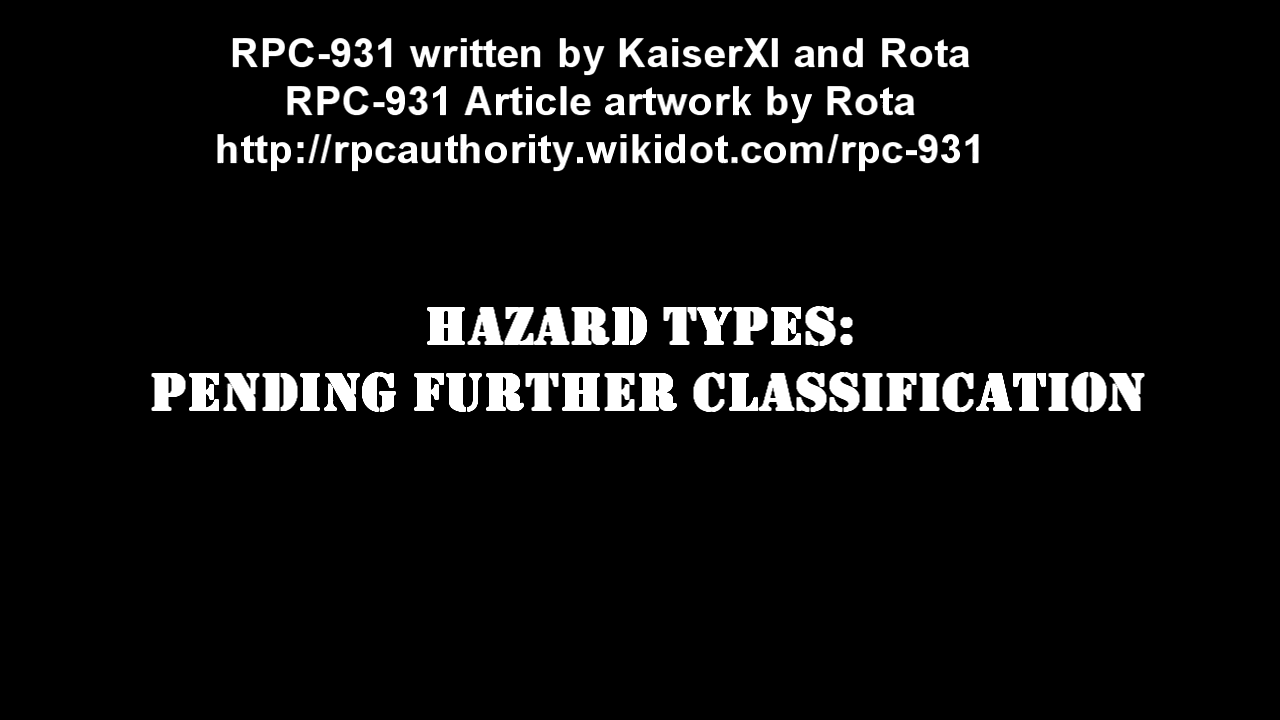 RPC-931 written by KaiserXI and Rota
RPC-931 Article artwork by Rota
http://rpcauthority.wikidot.com/rpc-931
HAZARD TYPES:
PENDING FURTHER CLASSIFICATION